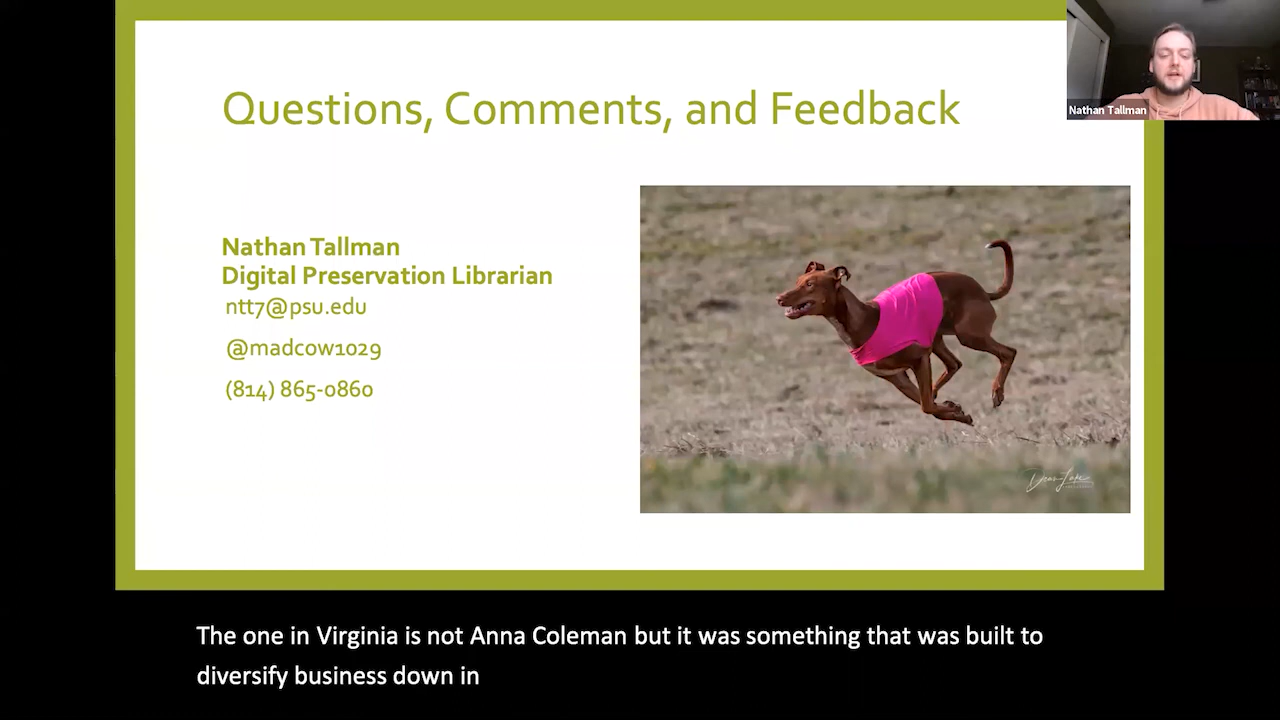 Questions, Comments, and Feedback
Nathan Tallman
Nathan Tallman
Digital Preservation Librarian
ntt7@psu.edu
@madcow1029
(814) 865-0860
The one in Virginia is not Anna Coleman but it was something that was built to
diversify business down in